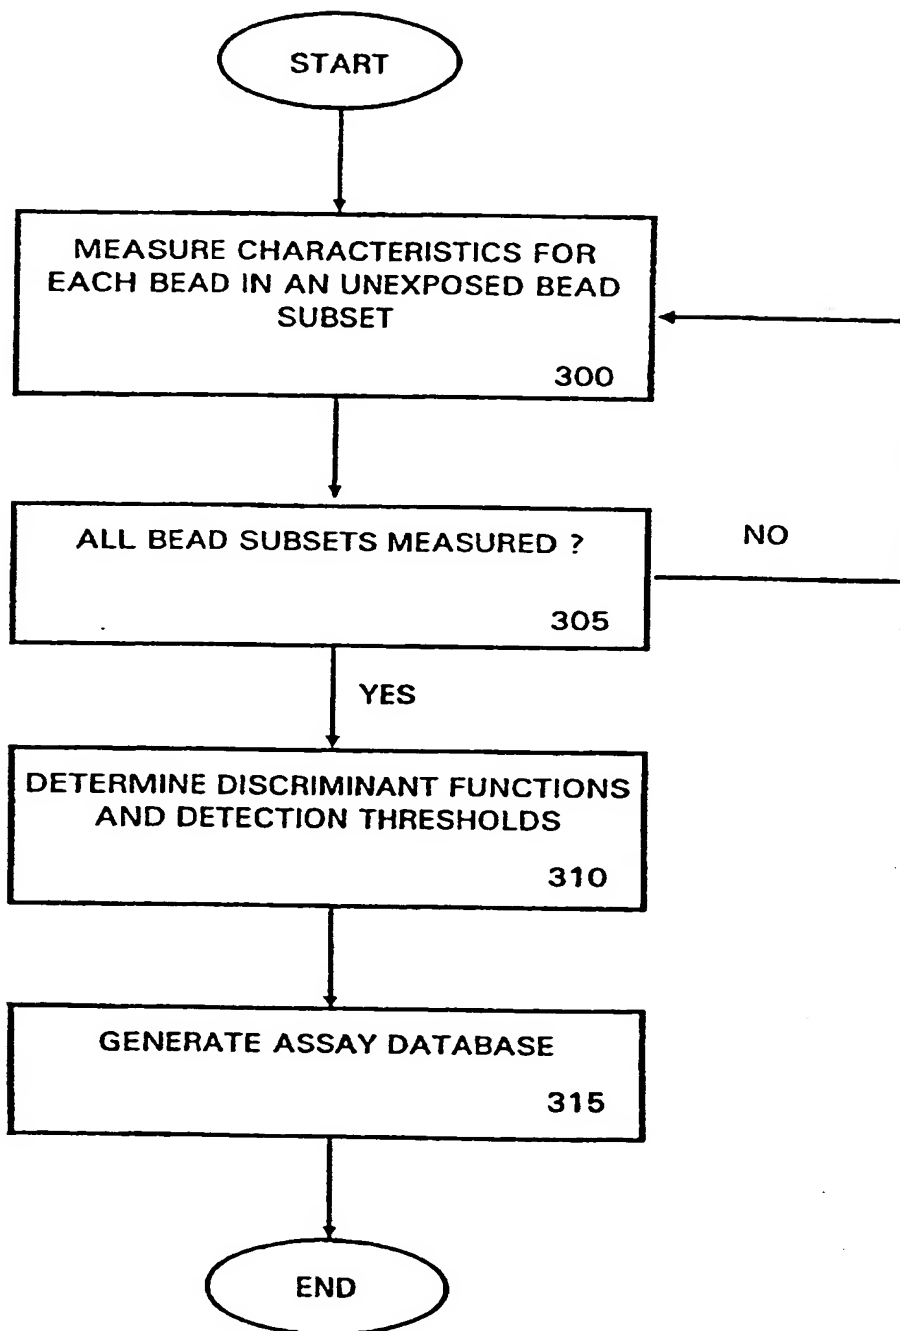 START
MEASURE CHARACTERISTICS FOR
EACH BEAD IN AN UNEXPOSED BEAD
SUBSET
300
ALL BEAD SUBSETS MEASURED ?
NO
305
YES
DETERMINE DISCRIMINANT FUNCTIONS
AND DETECTION THRESHOLDS
310
GENERATE ASSAY DATABASE
315
END